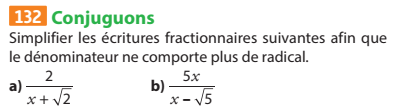 132 Conjuguons
Simplifier les écritures fractionnaires suivantes afin que
le dénominateur ne comporte plus de radical.
a) 2/(x + √2) b) 5x/(x – √5)